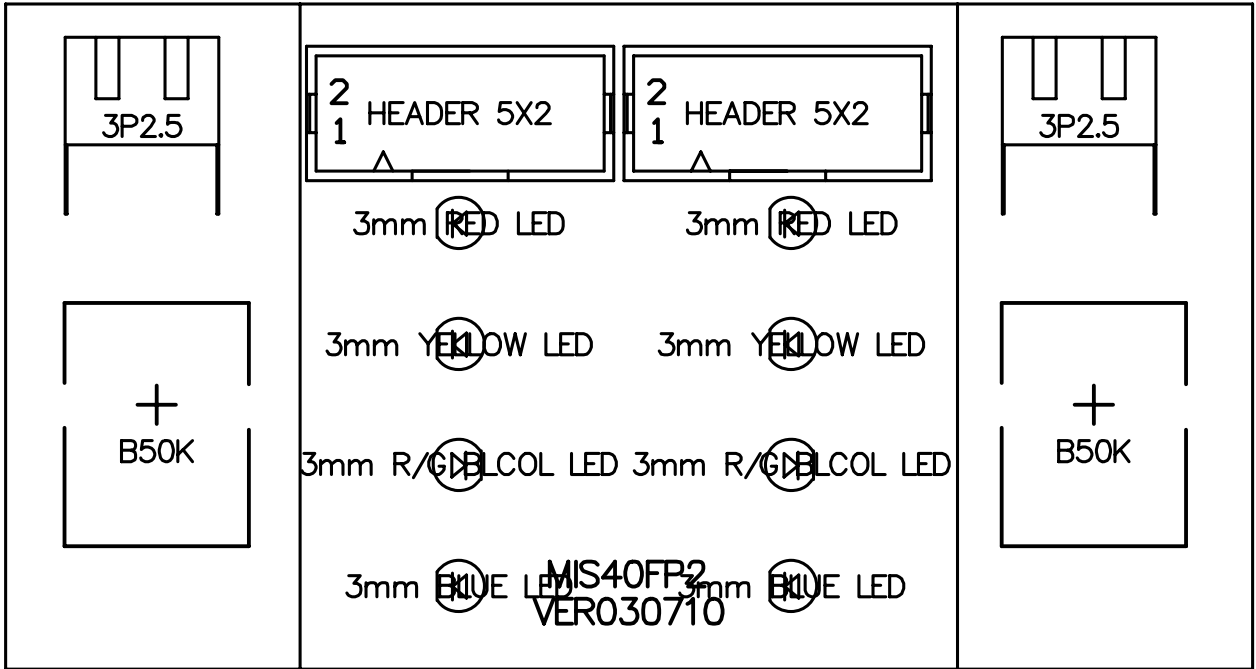 3P2.5
2
1
HEADER 5X2
2
1
HEADER 5X2
3P2.5
3mm RED LED
3mm RED LED
3mm YELLOW LED
3mm YELLOW LED
B50K
B50K
3mm R/G BLCOL LED
3mm R/G BLCOL LED
3mm BLUE LED
MIS40FP2
3mm BLUE LED
VER030710